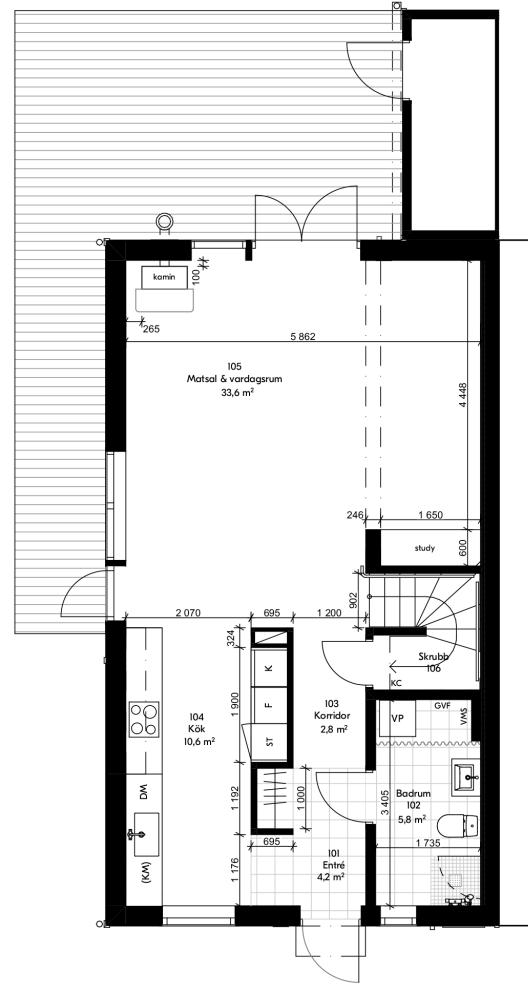 kamin
100
265
5 862
105
Matsal & vardagsrum
33,6 m²
4 448
246
1 650
study
600
902
2 070
695
1 200
324
K
Skrubb
106
KC
1 900
F
104
Kök
10,6 m²
103
Korridor
2,8 m²
ST
VP
GVF
VMS
DM
1 192
1 000
3 405
Badrum
102
5,8 m²
1 735
695
101
Entré
4,2 m²
(KM)
1 176